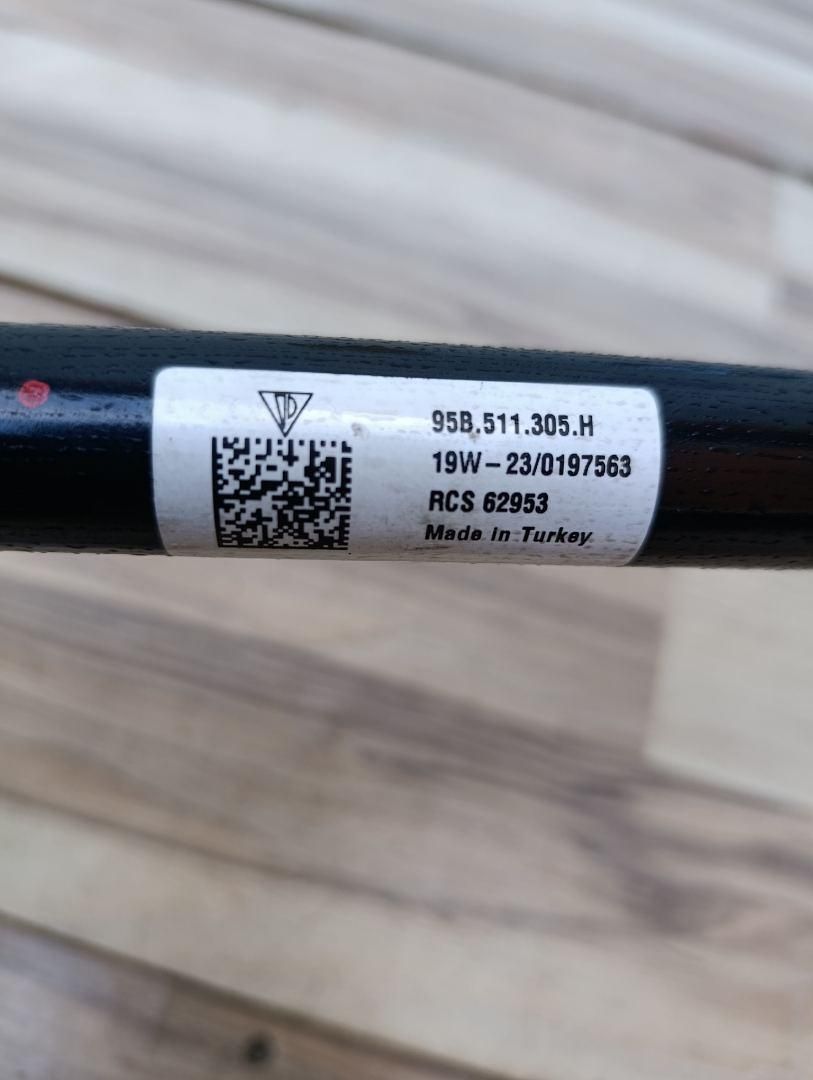 95B.511.305.H
19W-23/0197563
RCS 62953
Made in Turkey